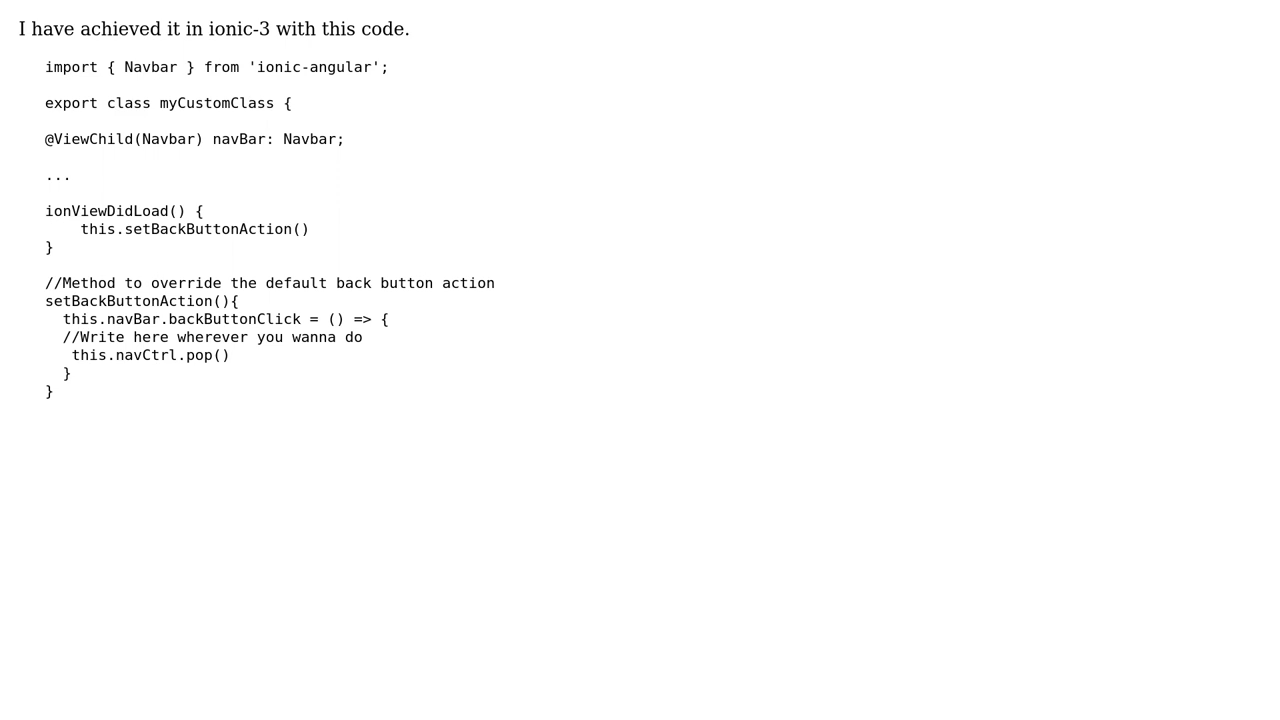 I have achieved it in ionic-3 with this code.
import { Navbar } from 'ionic-angular';
export class myCustomClass {
@ViewChild(Navbar) navBar: Navbar;
...
ionViewDidLoad() {
    this.setBackButtonAction()
}
//Method to override the default back button action
setBackButtonAction(){
  this.navBar.backButtonClick = () => {
  //Write here wherever you wanna do
   this.navCtrl.pop()
  }
}